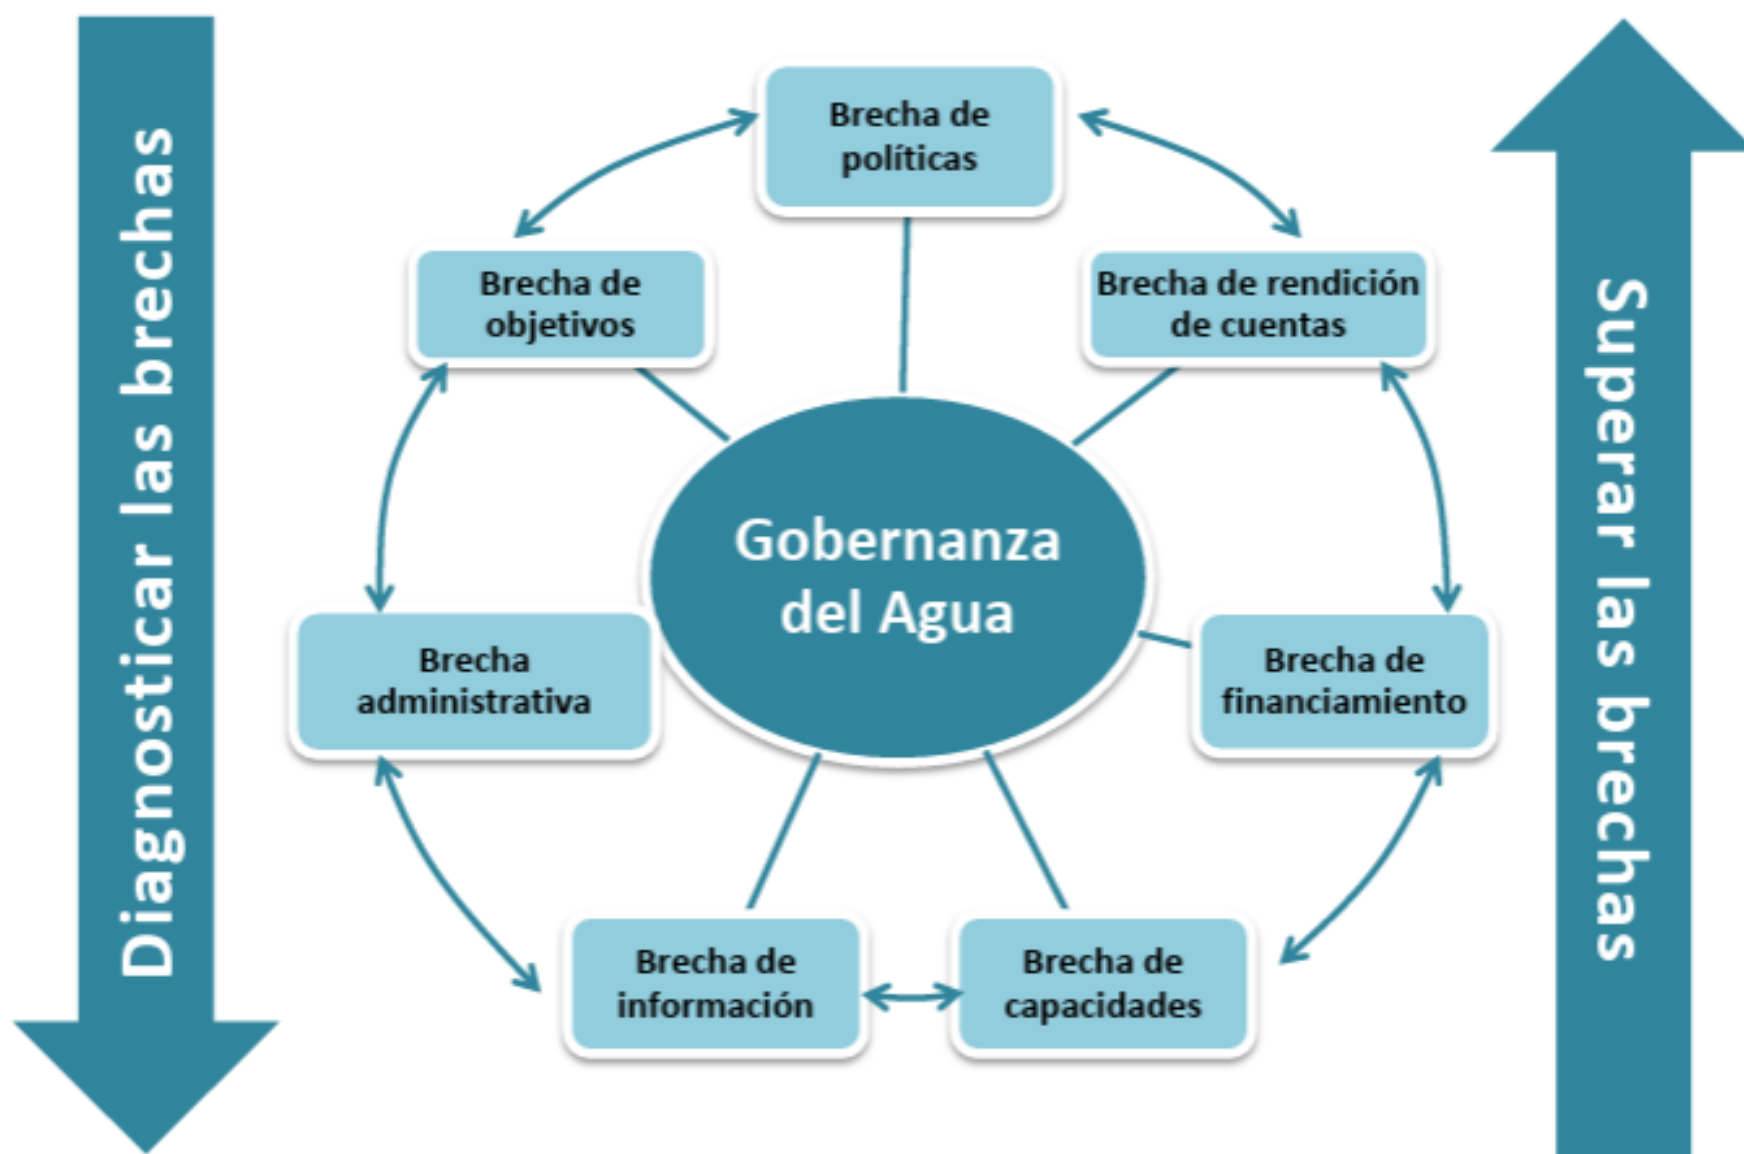 Diagnosticar las brechas
Brecha de
políticas
Brecha de
objetivos
Brecha de rendición
de cuentas
Gobernanza
del Agua
Brecha
administrativa
Brecha de
financiamiento
Brecha de
información
Brecha de
capacidades
Superar las brechas